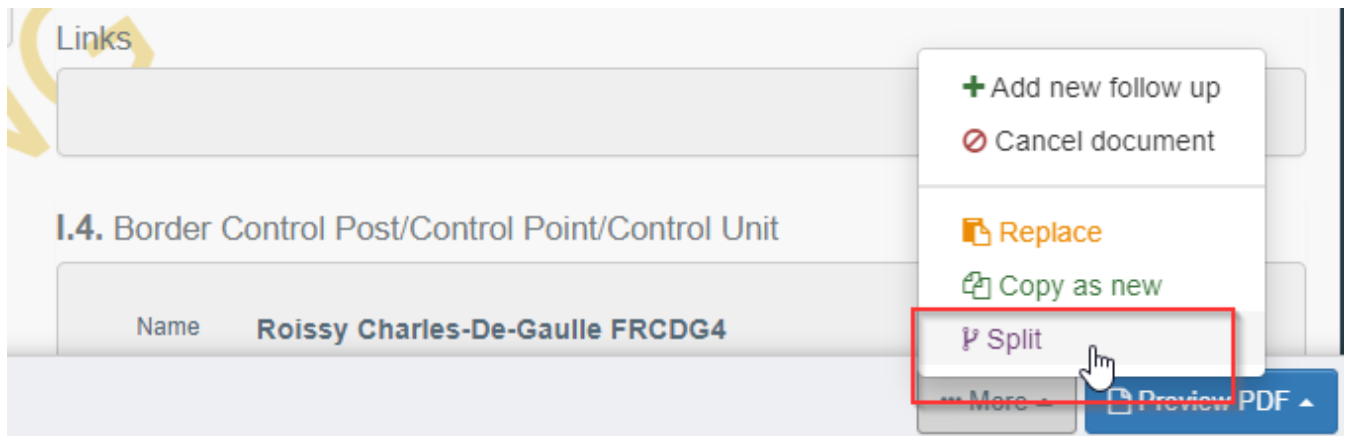 Links
Add new follow up
Cancel document
I.4. Border Control Post/Control Point/Control Unit
Replace
Copy as new
Name Roissy Charles-De-Gaulle FRCDG4
Split
More
Preview PDF